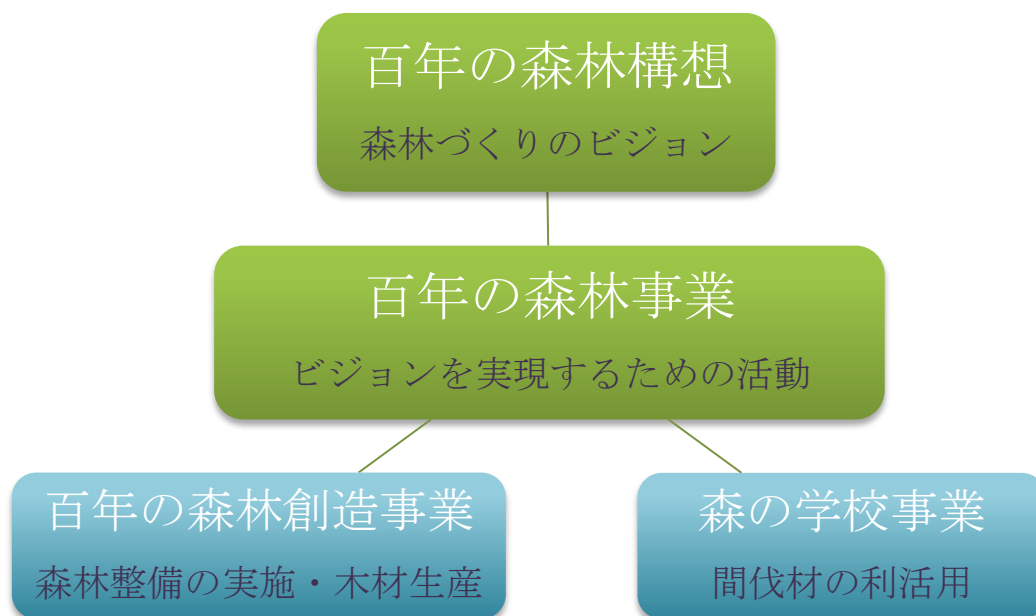 百年の森林構想
森林づくりのビジョン
百年の森林事業
ビジョンを実現するための活動
百年の森林創造事業
森林整備の実施・木材生産
森の学校事業
間伐材の利活用